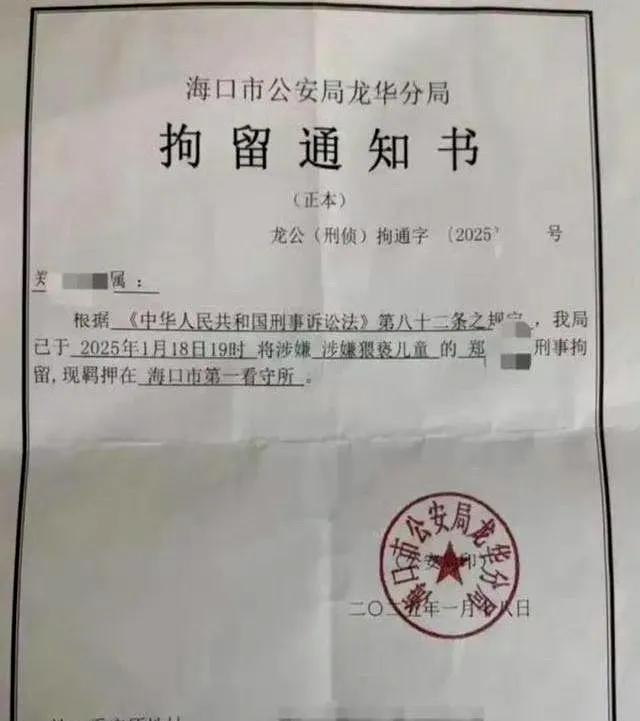 海口市公安局龙华分局
拘留通知书
（正本）
龙公（刑侦）拘通字〔2025 号
属：
根据《中华人民共和国刑事诉讼法》第八十二条之规定，我局
已于2025年1月18日19时将涉嫌 涉嫌猥亵儿童 的 郑 刑事拘
留，现羁押在 海口市第一看守所 。
海口市公安局龙华分局
二〇二五年一月 八日